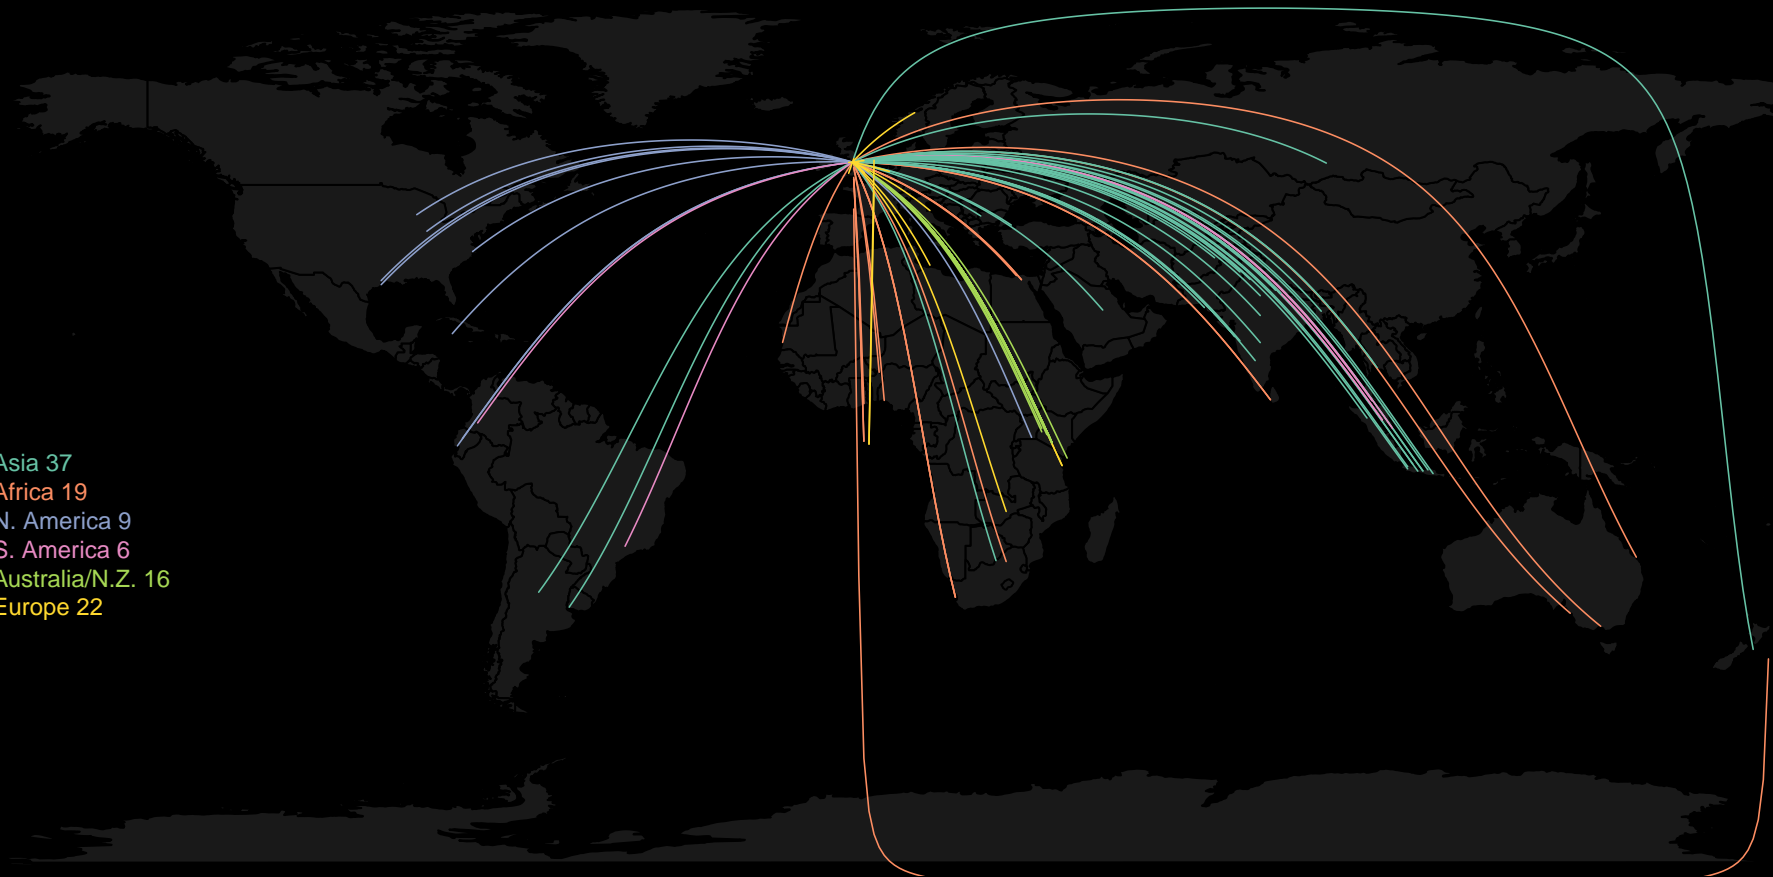 Asia 37
Africa 19
N. America 9
S. America 6
Australia/N.Z. 16
Europe 22